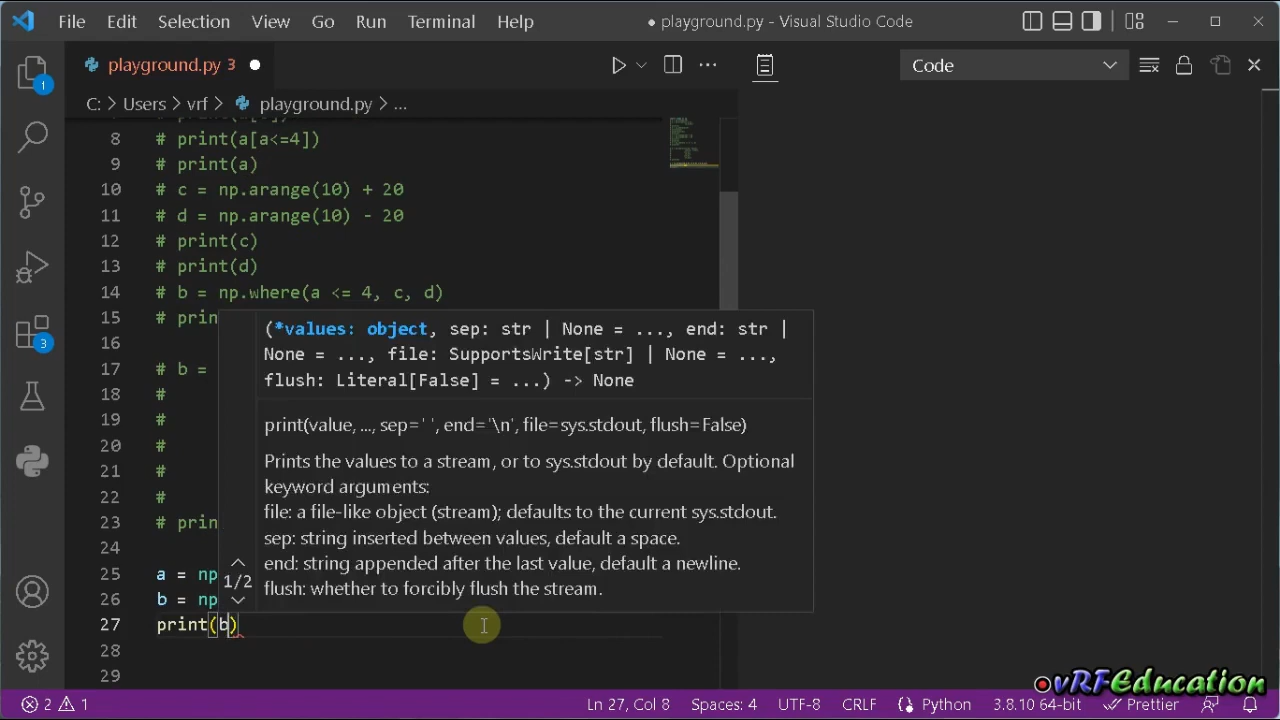 File Edit Selection View Go Run Terminal Help
● playground.py - Visual Studio Code
playground.py 3
Code
C: > Users > vrf > playground.py > ...
8 # print(a[a<=4])
9 # print(a)
10 # c = np.arange(10) + 20
11 # d = np.arange(10) - 20
12 # print(c)
13 # print(d)
14 # b = np.where(a <= 4, c, d)
15 # prin
16
17 # b =
18 #
19 #
20 #
21 #
22 #
23 # prin
24
25 a = np
26 b = np
27 print(b)
28
29
(*values: object, sep: str | None = ..., end: str |
None = ..., file: SupportsWrite[str] | None = ...,
flush: Literal[False] = ...) -> None
print(value, ..., sep=' ', end='\n', file=sys.stdout, flush=False)
Prints the values to a stream, or to sys.stdout by default. Optional
keyword arguments:
file: a file-like object (stream); defaults to the current sys.stdout.
sep: string inserted between values, default a space.
end: string appended after the last value, default a newline.
flush: whether to forcibly flush the stream.
1/2
1
3
vRFEducation
2 1 Ln 27, Col 8 Spaces: 4 UTF-8 CRLF Python 3.8.10 64-bit Prettier